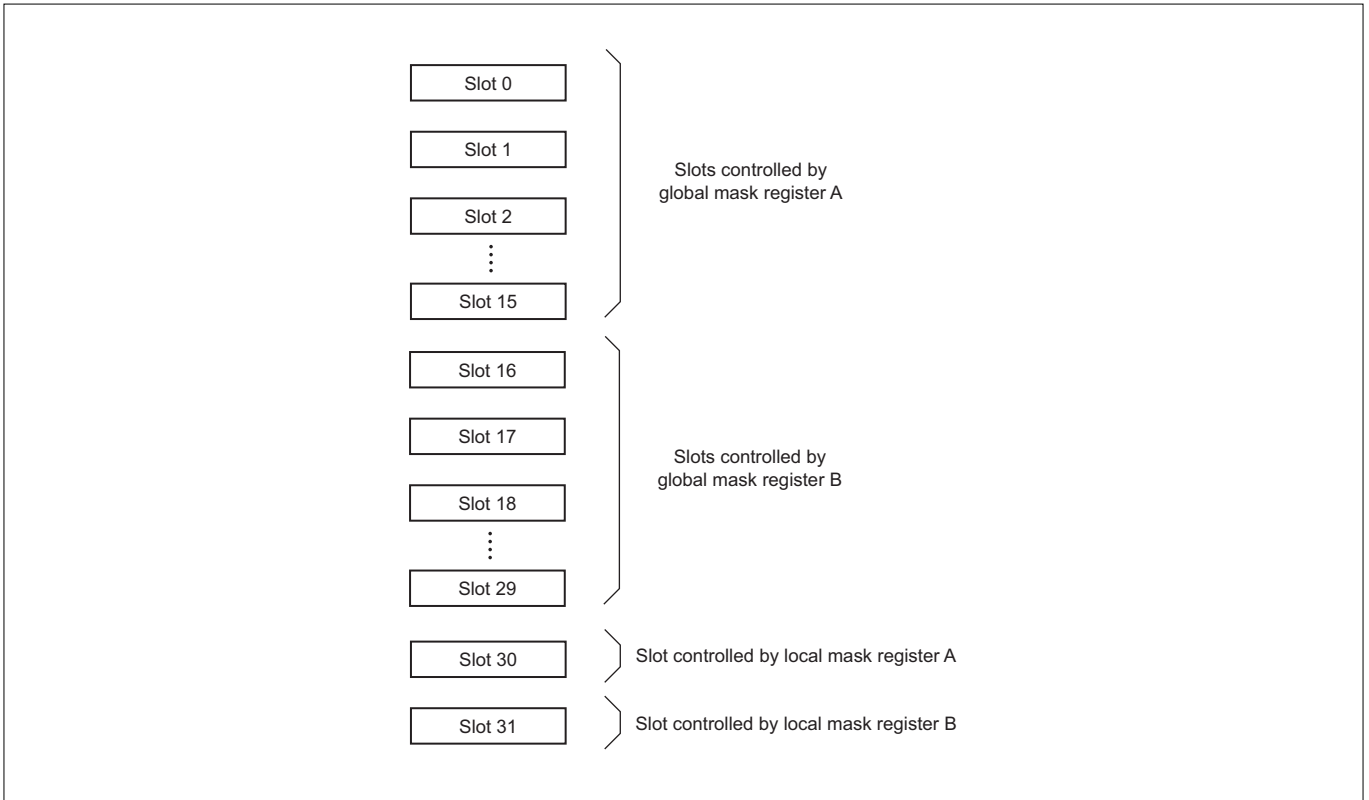 Slot 0
Slot 1
Slot 2
Slot 15
Slots controlled by
global mask register A
Slot 16
Slot 17
Slot 18
Slot 29
Slots controlled by
global mask register B
Slot 30
Slot controlled by local mask register A
Slot 31
Slot controlled by local mask register B